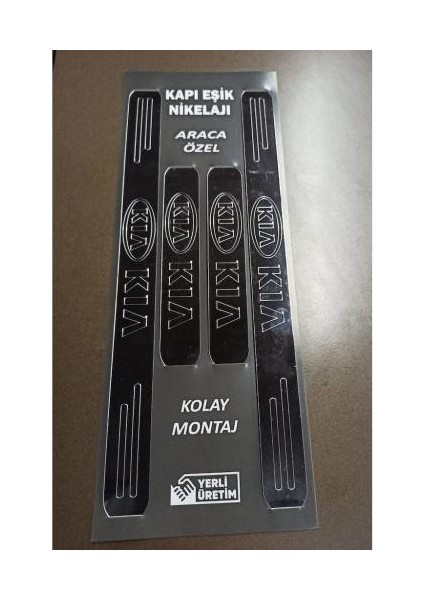 KAPI EŞİK
NİKELAJI
ARACA
ÖZEL
KIA
KIA
KIA
KIA
KIA
KIA
KIA
KIA
KOLAY
MONTAJ
YERLİ
ÜRETİM